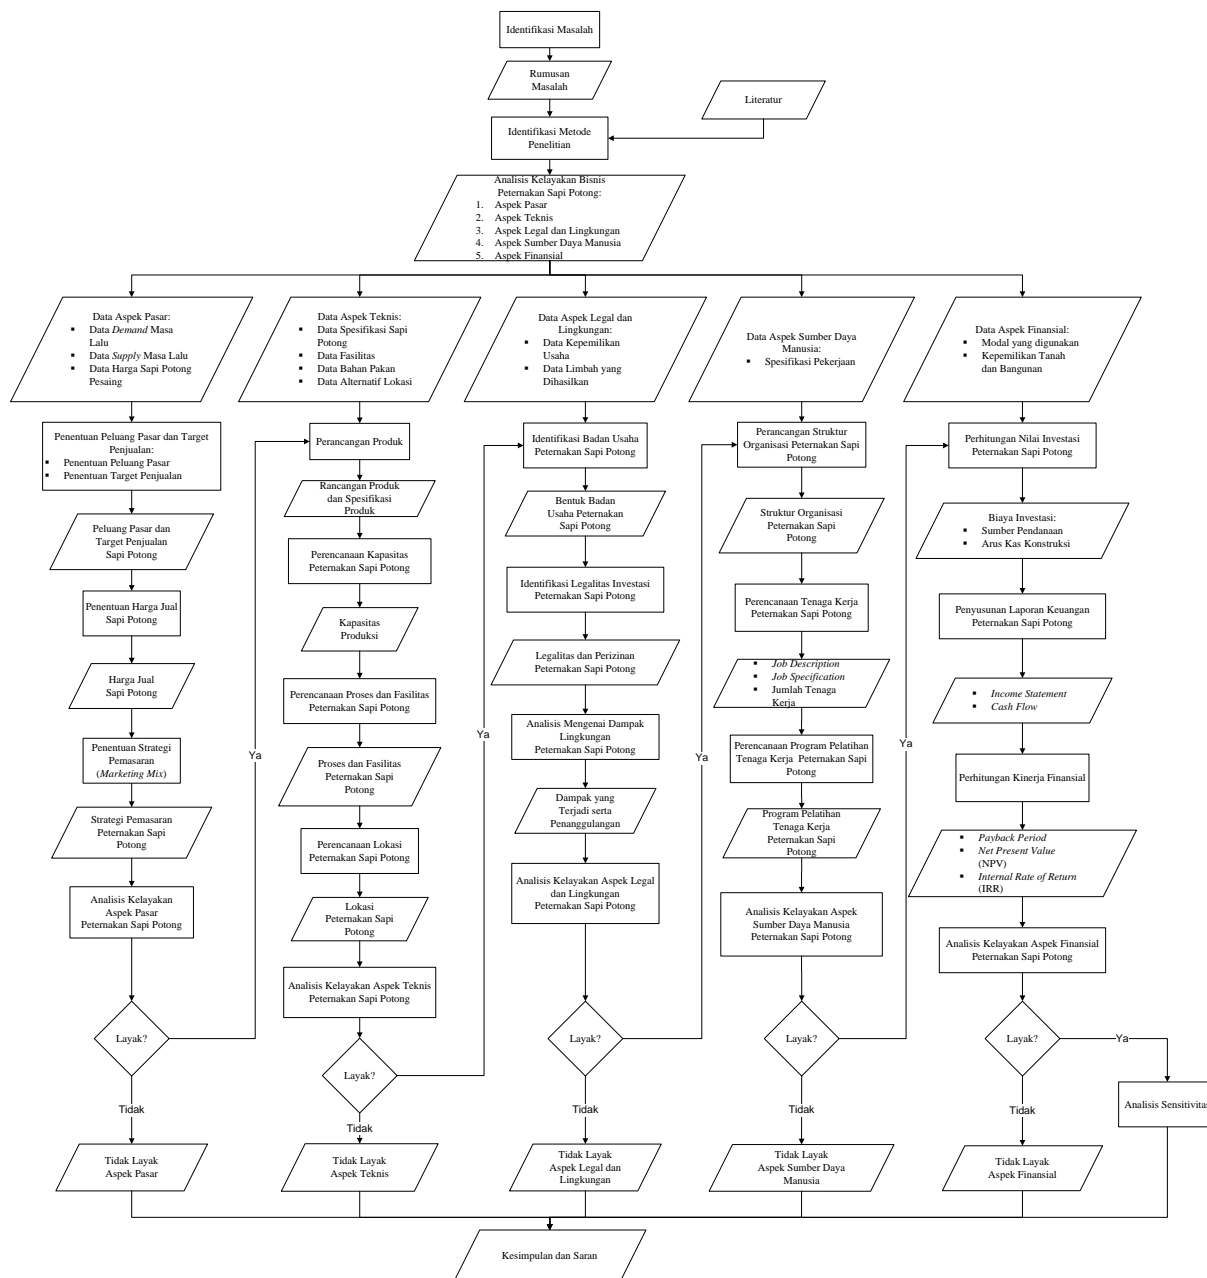 Identifikasi Masalah
Rumusan
Masalah
Literatur
Identifikasi Metode
Penelitian
Analisis Kelayakan Bisnis
Peternakan Sapi Potong:
1. Aspek Pasar
2. Aspek Teknis
3. Aspek Legal dan Lingkungan
4. Aspek Sumber Daya Manusia
5. Aspek Finansial
Data Aspek Pasar:
▪ Data Demand Masa
Lalu
▪ Data Supply Masa Lalu
▪ Data Harga Sapi Potong
Pesaing
Penentuan Peluang Pasar dan Target
Penjualan:
▪ Penentuan Peluang Pasar
▪ Penentuan Target Penjualan
Peluang Pasar dan
Target Penjualan
Sapi Potong
Penentuan Harga Jual
Sapi Potong
Harga Jual
Sapi Potong
Penentuan Strategi
Pemasaran
(Marketing Mix)
Strategi Pemasaran
Peternakan Sapi
Potong
Analisis Kelayakan
Aspek Pasar
Peternakan Sapi Potong
Layak?
Ya
Tidak
Tidak Layak
Aspek Pasar
Data Aspek Teknis:
▪ Data Spesifikasi Sapi
Potong
▪ Data Fasilitas
▪ Data Bahan Pakan
▪ Data Alternatif Lokasi
Perancangan Produk
Rancangan Produk
dan Spesifikasi
Produk
Perencanaan Kapasitas
Peternakan Sapi Potong
Kapasitas
Produksi
Perencanaan Proses dan Fasilitas
Peternakan Sapi Potong
Proses dan Fasilitas
Peternakan Sapi
Potong
Perencanaan Lokasi
Peternakan Sapi Potong
Lokasi
Peternakan Sapi
Potong
Analisis Kelayakan Aspek Teknis
Peternakan Sapi Potong
Layak?
Ya
Tidak
Tidak Layak
Aspek Teknis
Data Aspek Legal dan
Lingkungan:
▪ Data Kepemilikan
Usaha
▪ Data Limbah yang
Dihasilkan
Identifikasi Badan Usaha
Peternakan Sapi Potong
Bentuk Badan
Usaha Peternakan
Sapi Potong
Identifikasi Legalitas Investasi
Peternakan Sapi Potong
Legalitas dan Perizinan
Peternakan Sapi Potong
Analisis Mengenai Dampak
Lingkungan
Peternakan Sapi Potong
Dampak yang
Terjadi serta
Penanggulangan
Analisis Kelayakan Aspek Legal
dan Lingkungan
Peternakan Sapi Potong
Layak?
Ya
Tidak
Tidak Layak
Aspek Legal dan
Lingkungan
Data Aspek Sumber Daya
Manusia:
▪ Spesifikasi Pekerjaan
Perancangan Struktur
Organisasi Peternakan Sapi
Potong
Struktur Organisasi
Peternakan Sapi
Potong
Perencanaan Tenaga Kerja
Peternakan Sapi Potong
▪ Job Description
▪ Job Specification
▪ Jumlah Tenaga
Kerja
Perencanaan Program Pelatihan
Tenaga Kerja Peternakan Sapi
Potong
Program Pelatihan
Tenaga Kerja
Peternakan Sapi
Potong
Analisis Kelayakan Aspek
Sumber Daya Manusia
Peternakan Sapi Potong
Layak?
Ya
Tidak
Tidak Layak
Aspek Sumber Daya
Manusia
Data Aspek Finansial:
▪ Modal yang digunakan
▪ Kepemilikan Tanah
dan Bangunan
Perhitungan Nilai Investasi
Peternakan Sapi Potong
Biaya Investasi:
▪ Sumber Pendanaan
▪ Arus Kas Konstruksi
Penyusunan Laporan Keuangan
Peternakan Sapi Potong
▪ Income Statement
▪ Cash Flow
Perhitungan Kinerja Finansial
▪ Payback Period
▪ Net Present Value
(NPV)
▪ Internal Rate of Return
(IRR)
Analisis Kelayakan Aspek Finansial
Peternakan Sapi Potong
Layak?
Ya
Analisis Sensitivitas
Tidak
Tidak Layak
Aspek Finansial
Kesimpulan dan Saran